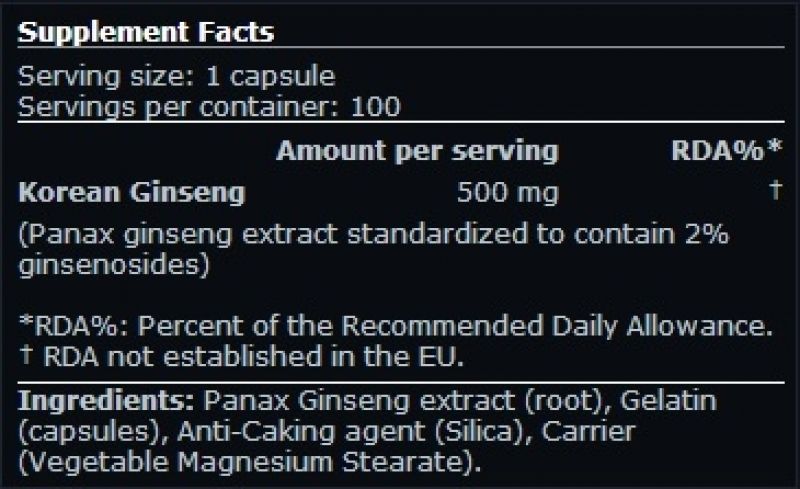 Supplement Facts
Serving size: 1 capsule
Servings per container: 100
Amount per serving RDA%*
Korean Ginseng 500 mg †
(Panax ginseng extract standardized to contain 2%
ginsenosides)
*RDA%: Percent of the Recommended Daily Allowance.
† RDA not established in the EU.
Ingredients: Panax Ginseng extract (root), Gelatin
(capsules), Anti-Caking agent (Silica), Carrier
(Vegetable Magnesium Stearate).